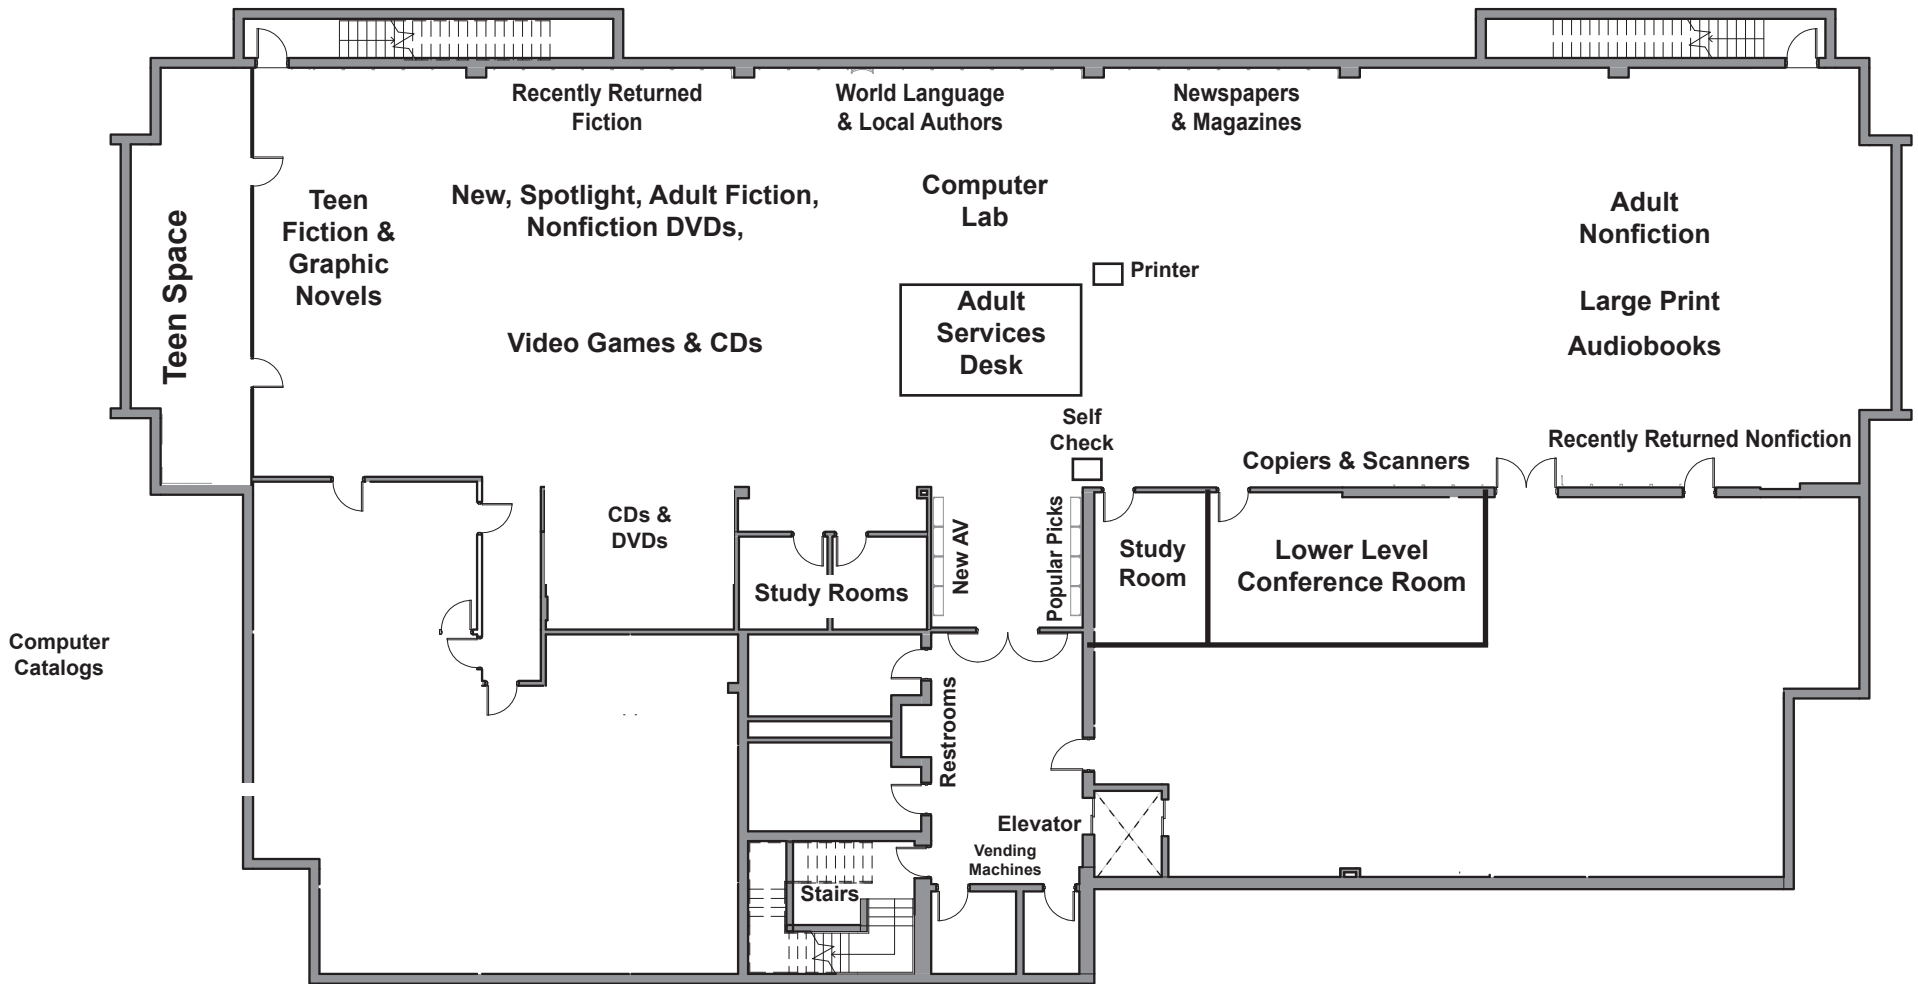 Recently Returned
Fiction
World Language
& Local Authors
Newspapers
& Magazines
Teen Space
Teen
Fiction &
Graphic
Novels
New, Spotlight, Adult Fiction,
Nonfiction DVDs,
Computer
Lab
Adult
Nonfiction
Printer
Adult
Services
Desk
Large Print
Audiobooks
Video Games & CDs
Self
Check
Copiers & Scanners
Recently Returned Nonfiction
CDs &
DVDs
Study Rooms
New AV
Popular Picks
Study
Room
Lower Level
Conference Room
Computer
Catalogs
Restrooms
Elevator
Vending
Machines
Stairs